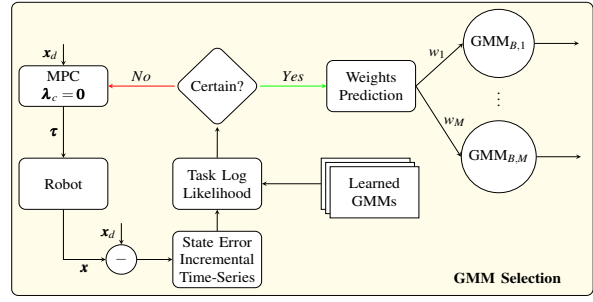 x_d
MPC
λ_c = 0
No
Certain?
Yes
Weights
Prediction
w_1
GMM_{B,1}
⋮
w_M
GMM_{B,M}
τ
Robot
Task Log
Likelihood
Learned
GMMs
x_d
x
−
State Error
Incremental
Time-Series
GMM Selection